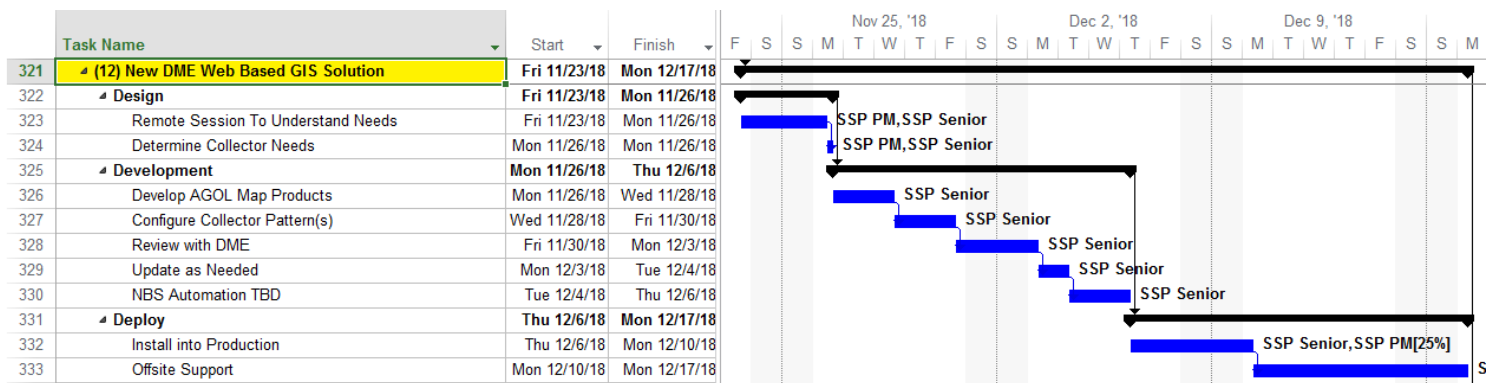 Nov 25, '18 Dec 2, '18 Dec 9, '18
Task Name Start Finish F S S M T W T F S S M T W T F S S M T W T F S S M
321 (12) New DME Web Based GIS Solution Fri 11/23/18 Mon 12/17/18
322 Design Fri 11/23/18 Mon 11/26/18
323 Remote Session To Understand Needs Fri 11/23/18 Mon 11/26/18 SSP PM,SSP Senior
324 Determine Collector Needs Mon 11/26/18 Mon 11/26/18 SSP PM,SSP Senior
325 Development Mon 11/26/18 Thu 12/6/18
326 Develop AGOL Map Products Mon 11/26/18 Wed 11/28/18 SSP Senior
327 Configure Collector Pattern(s) Wed 11/28/18 Fri 11/30/18 SSP Senior
328 Review with DME Fri 11/30/18 Mon 12/3/18 SSP Senior
329 Update as Needed Mon 12/3/18 Tue 12/4/18 SSP Senior
330 NBS Automation TBD Tue 12/4/18 Thu 12/6/18 SSP Senior
331 Deploy Thu 12/6/18 Mon 12/17/18
332 Install into Production Thu 12/6/18 Mon 12/10/18 SSP Senior,SSP PM[25%]
333 Offsite Support Mon 12/10/18 Mon 12/17/18